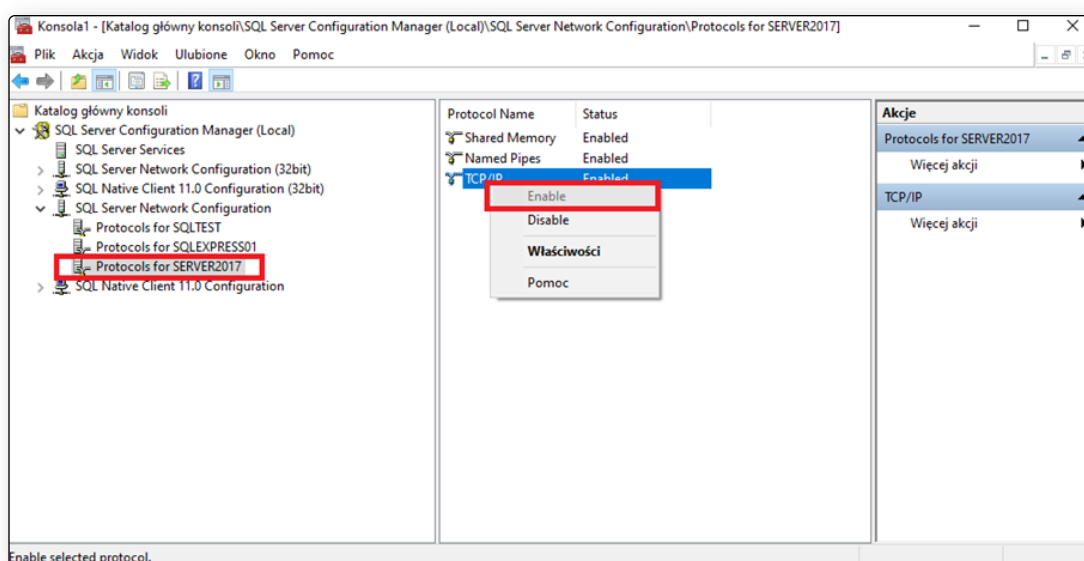 Konsola1 - [Katalog główny konsoli\SQL Server Configuration Manager (Local)\SQL Server Network Configuration\Protocols for SERVER2017]
Plik Akcja Widok Ulubione Okno Pomoc
Katalog główny konsoli
SQL Server Configuration Manager (Local)
SQL Server Services
SQL Server Network Configuration (32bit)
SQL Native Client 11.0 Configuration (32bit)
SQL Server Network Configuration
Protocols for SQLTEST
Protocols for SQLEXPRESS01
Protocols for SERVER2017
SQL Native Client 11.0 Configuration
Protocol Name Status
Shared Memory Enabled
Named Pipes Enabled
TCP/IP Enabled
Enable
Disable
Właściwości
Pomoc
Akcje
Protocols for SERVER2017
Więcej akcji
TCP/IP
Więcej akcji
Enable selected protocol.